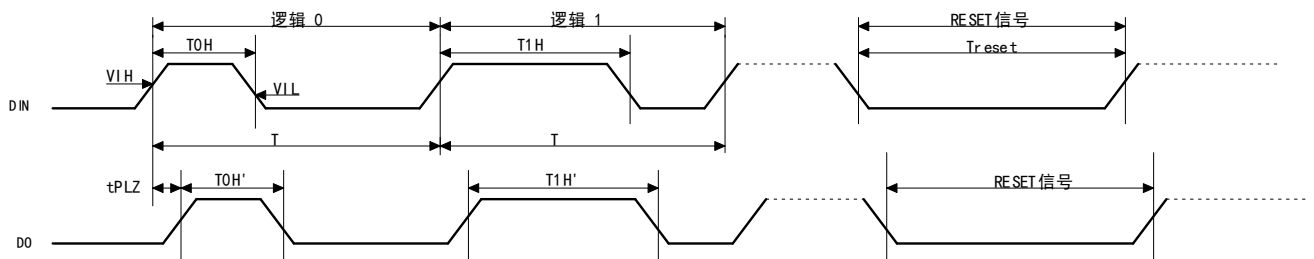 逻辑 0 逻辑 1 RESET信号
T0H T1H Treset
VIH VIL
DIN
T T
tPLZ T0H' T1H' RESET信号
DO